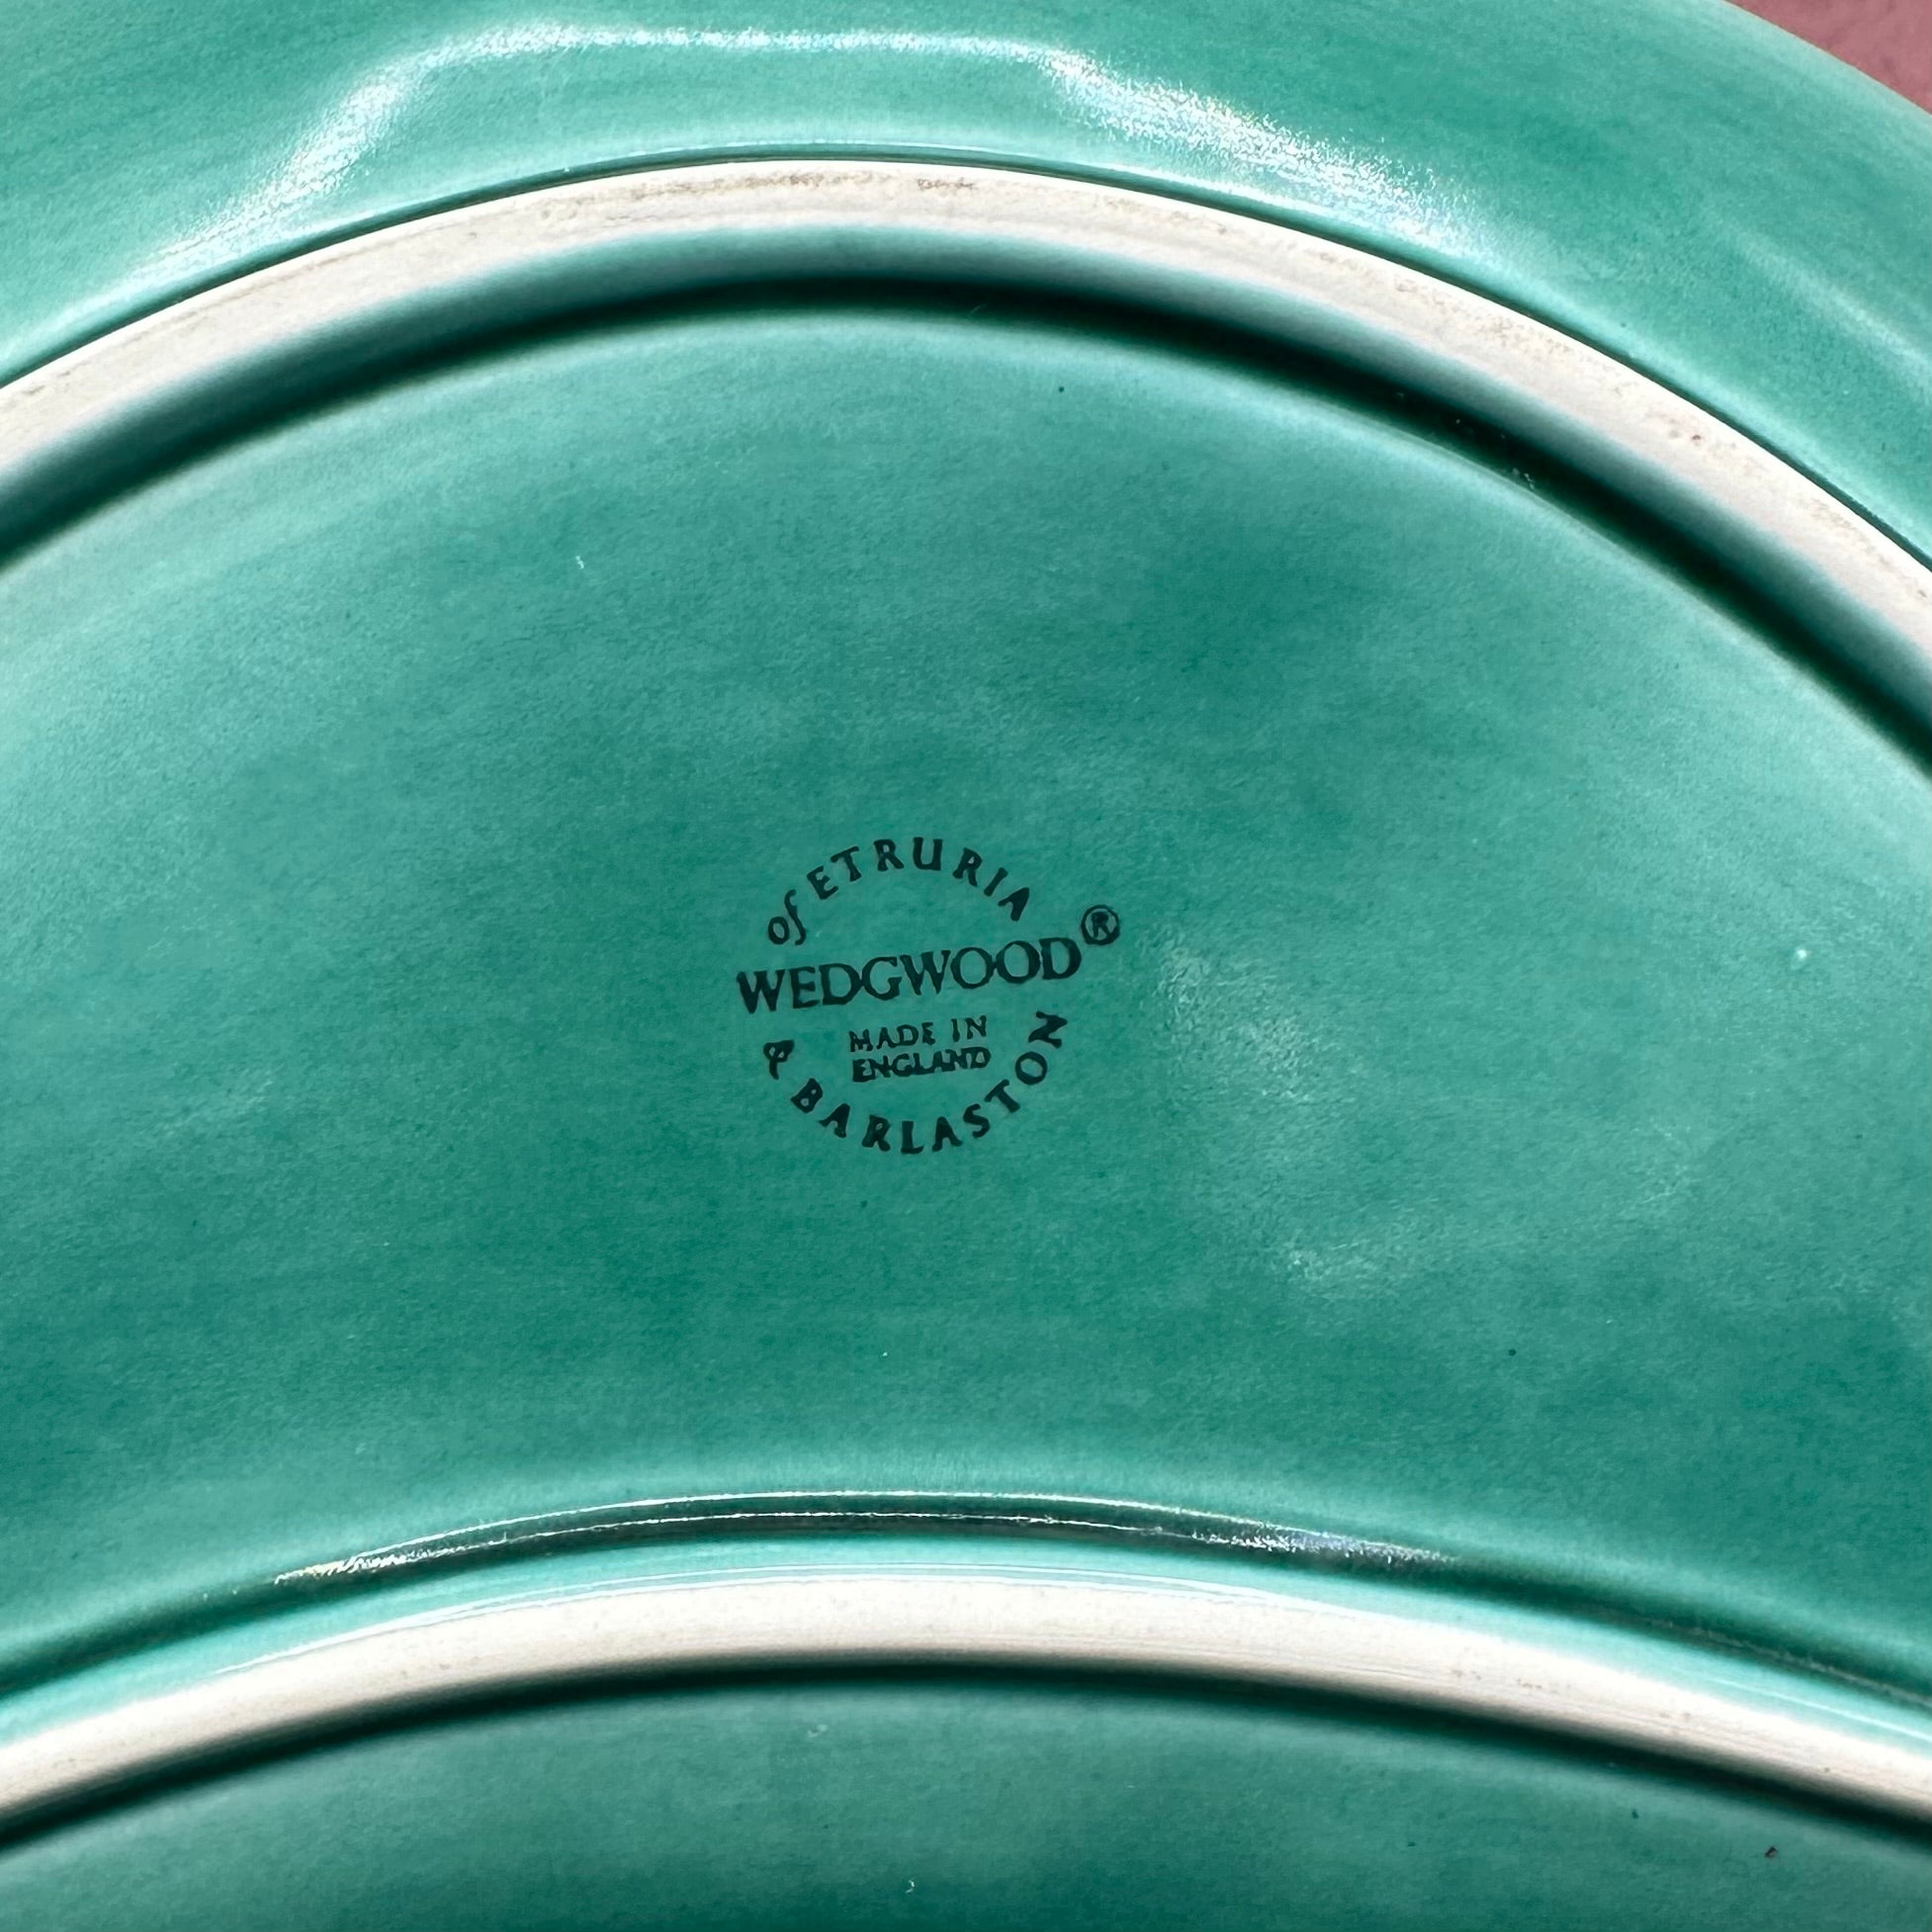 of ETRURIA
WEDGWOOD®
MADE IN
ENGLAND
& BARLASTON